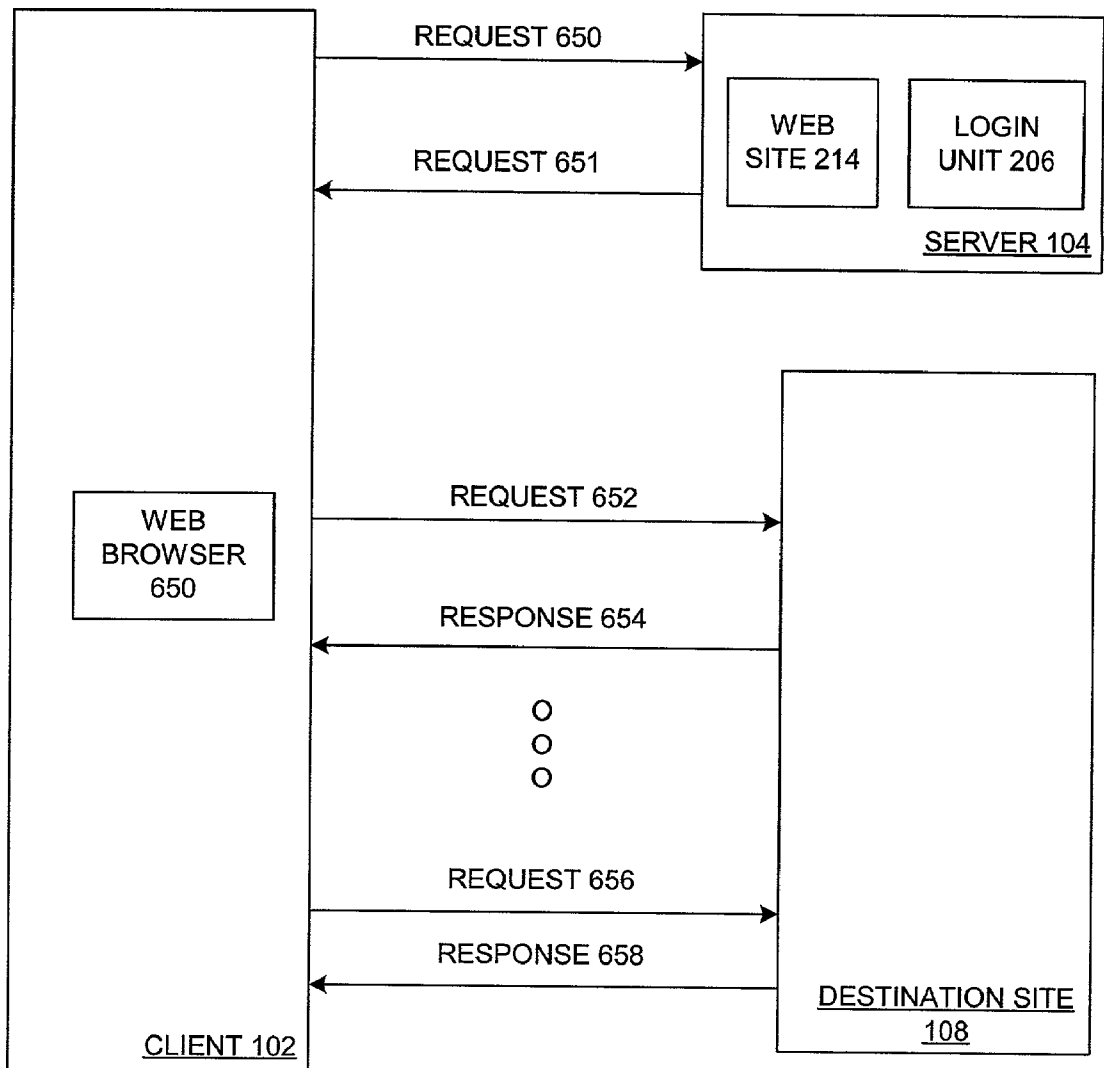 REQUEST 650
WEB
SITE 214
LOGIN
UNIT 206
REQUEST 651
SERVER 104
WEB
BROWSER
650
REQUEST 652
RESPONSE 654
O
O
O
REQUEST 656
RESPONSE 658
DESTINATION SITE
108
CLIENT 102